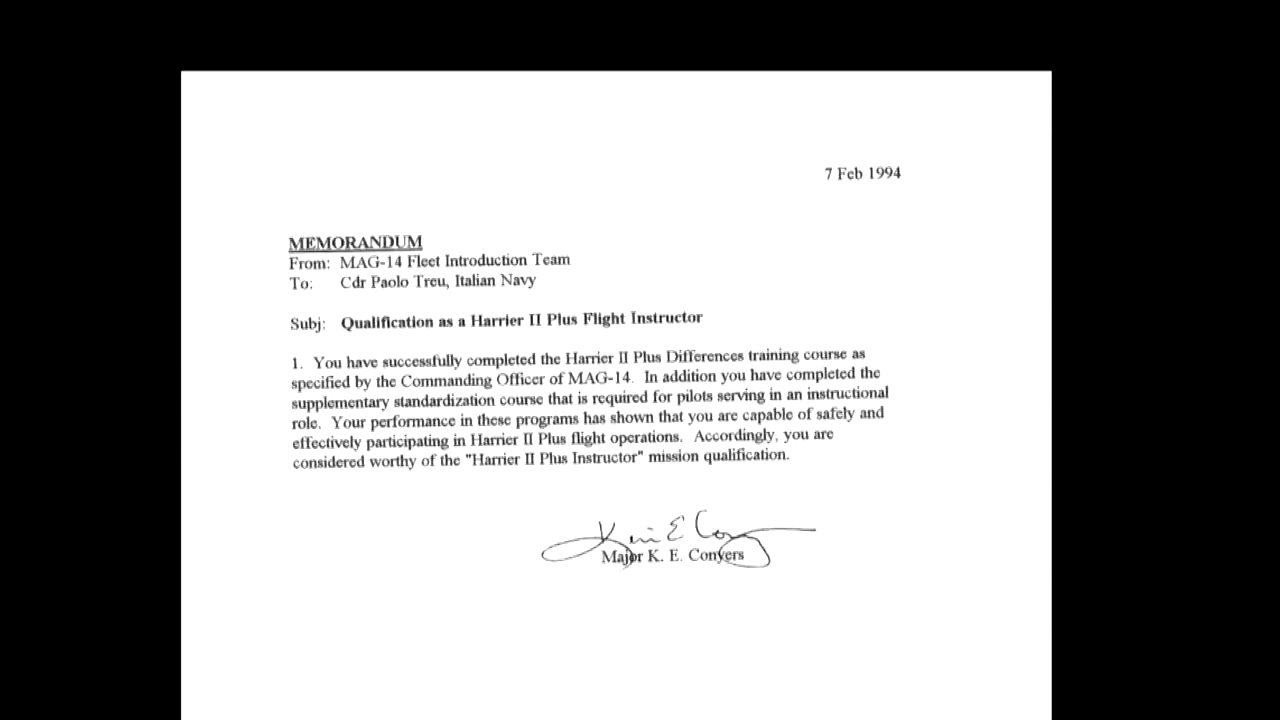 7 Feb 1994
MEMORANDUM
From: MAG-14 Fleet Introduction Team
To: Cdr Paolo Treu, Italian Navy
Subj: Qualification as a Harrier II Plus Flight Instructor
1. You have successfully completed the Harrier II Plus Differences training course as
specified by the Commanding Officer of MAG-14. In addition you have completed the
supplementary standardization course that is required for pilots serving in an instructional
role. Your performance in these programs has shown that you are capable of safely and
effectively participating in Harrier II Plus flight operations. Accordingly, you are
considered worthy of the "Harrier II Plus Instructor" mission qualification.
Major K. E. Conyers